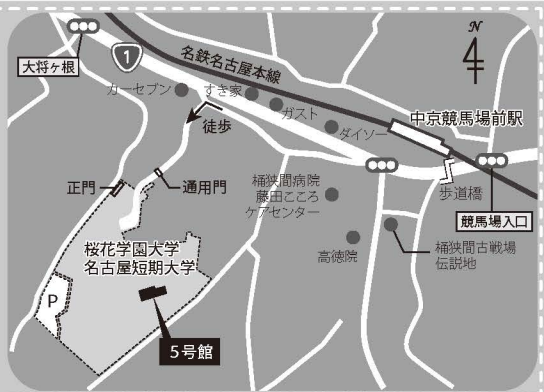 N
1
名鉄名古屋本線
大将ヶ根
カーセブン
すき家
ガスト
ダイソー
徒歩
中京競馬場前駅
歩道橋
競馬場入口
正門
通用門
桶狭間病院
藤田こころ
ケアセンター
高徳院
桶狭間古戦場
伝説地
桜花学園大学
名古屋短期大学
P
5号館